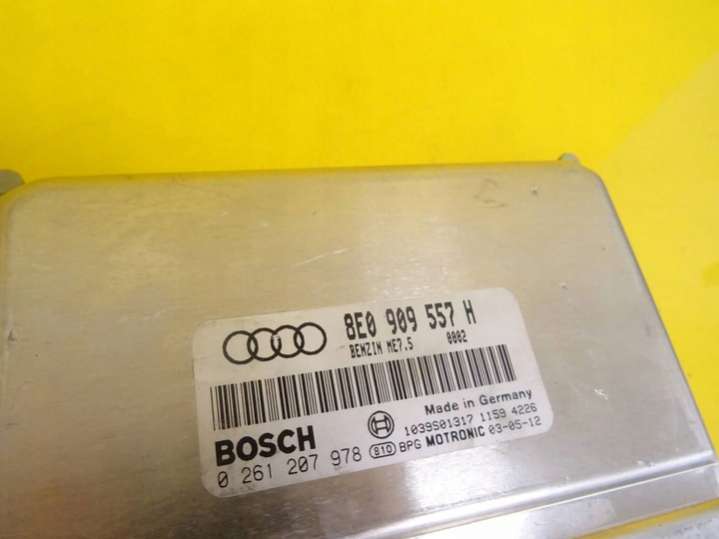 8E0 909 557 H
BENZIN ME7.5 0002
Made in Germany
BOSCH 1039S01317 1159 4226
0 261 207 978 S10 BPG MOTRONIC 03-05-12